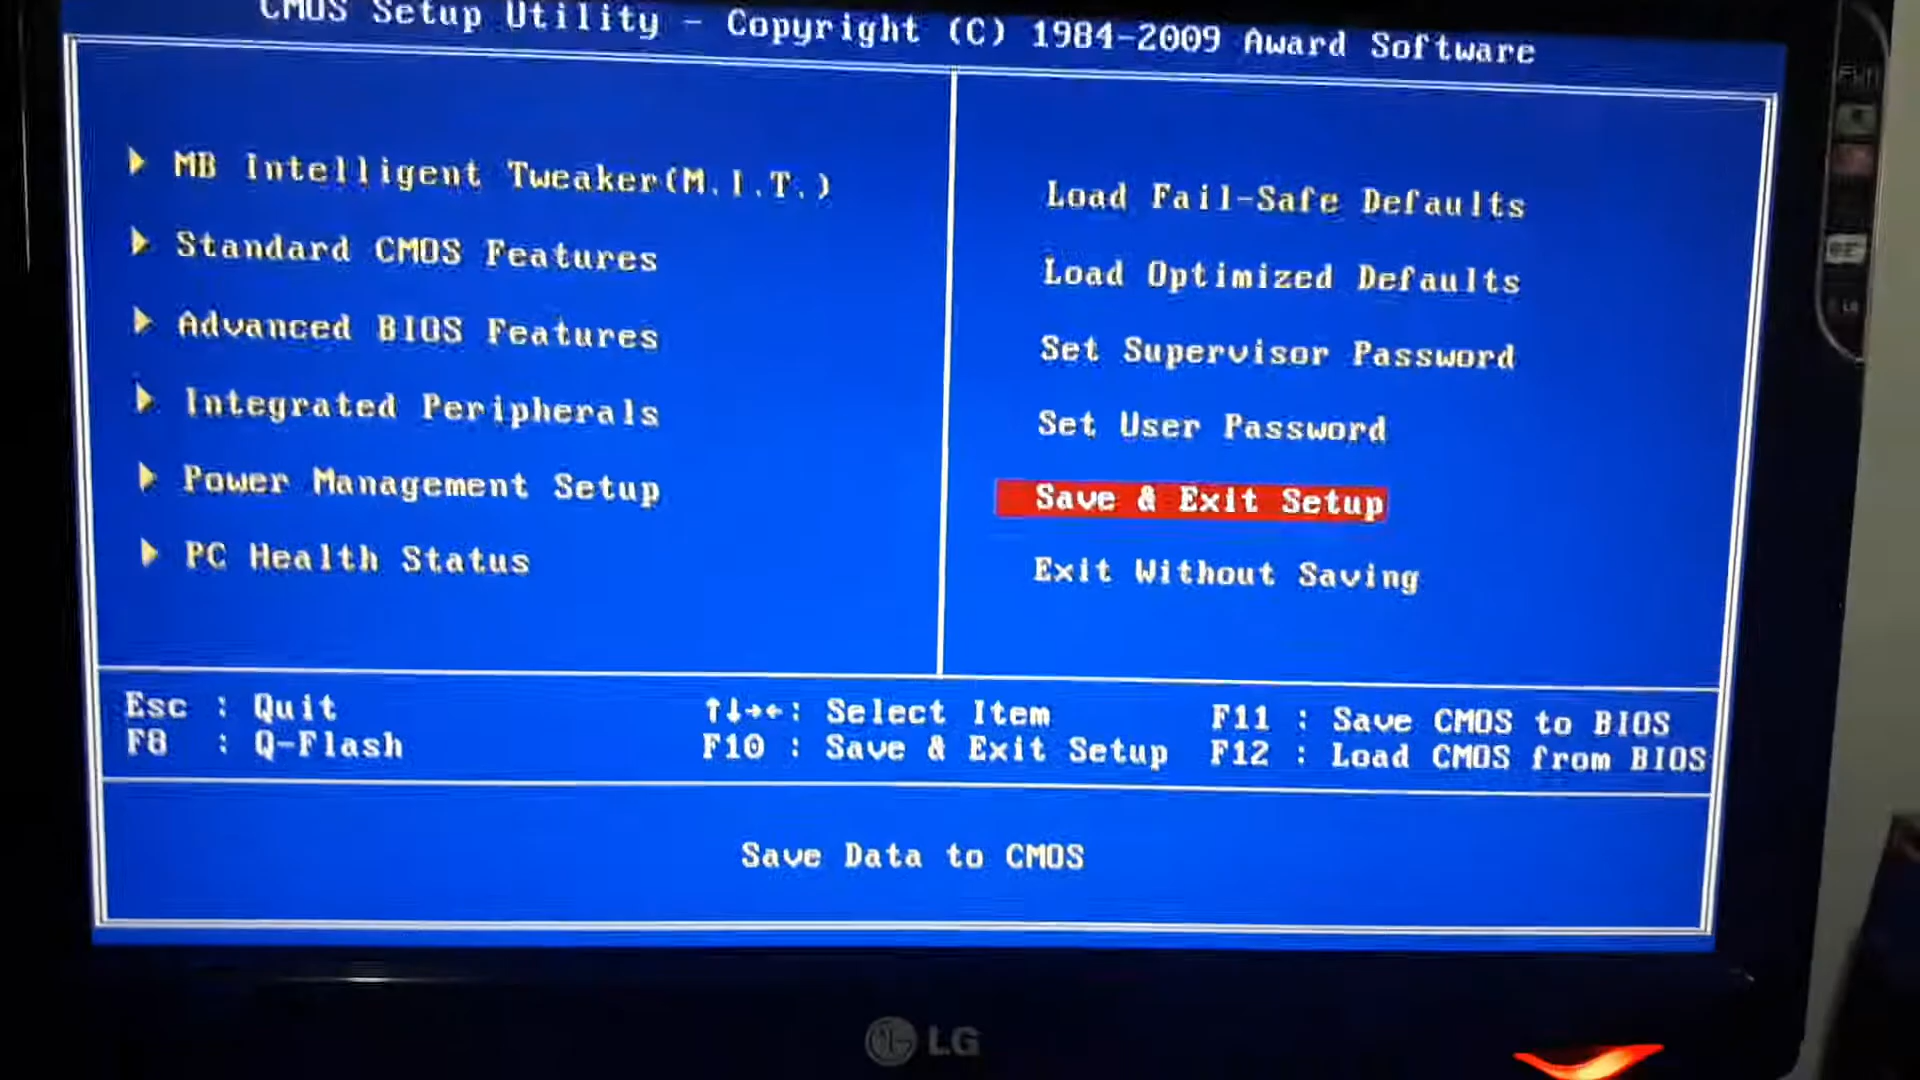 CMOS Setup Utility - Copyright (C) 1984-2009 Award Software
MB Intelligent Tweaker(M.I.T.)
Standard CMOS Features
Advanced BIOS Features
Integrated Peripherals
Power Management Setup
PC Health Status
Load Fail-Safe Defaults
Load Optimized Defaults
Set Supervisor Password
Set User Password
Save & Exit Setup
Exit Without Saving
Esc : Quit
F8 : Q-Flash
↑↓→←: Select Item
F10 : Save & Exit Setup
F11 : Save CMOS to BIOS
F12 : Load CMOS from BIOS
Save Data to CMOS
LG